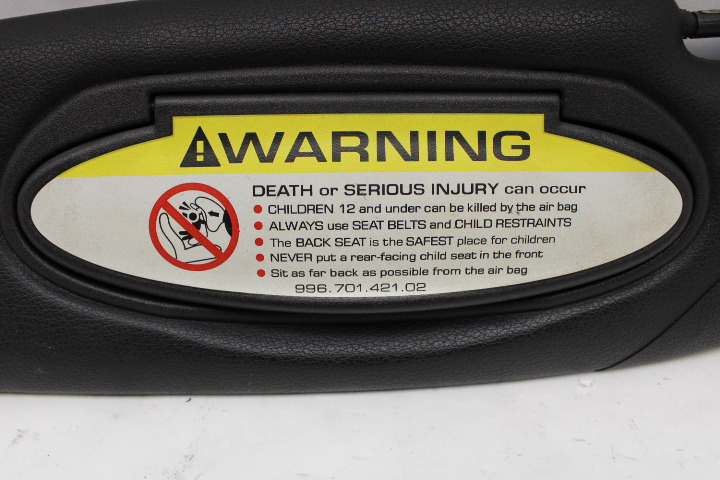 WARNING
DEATH or SERIOUS INJURY can occur
CHILDREN 12 and under can be killed by the air bag
ALWAYS use SEAT BELTS and CHILD RESTRAINTS
The BACK SEAT is the SAFEST place for children
NEVER put a rear-facing child seat in the front
Sit as far back as possible from the air bag
996.701.421.02